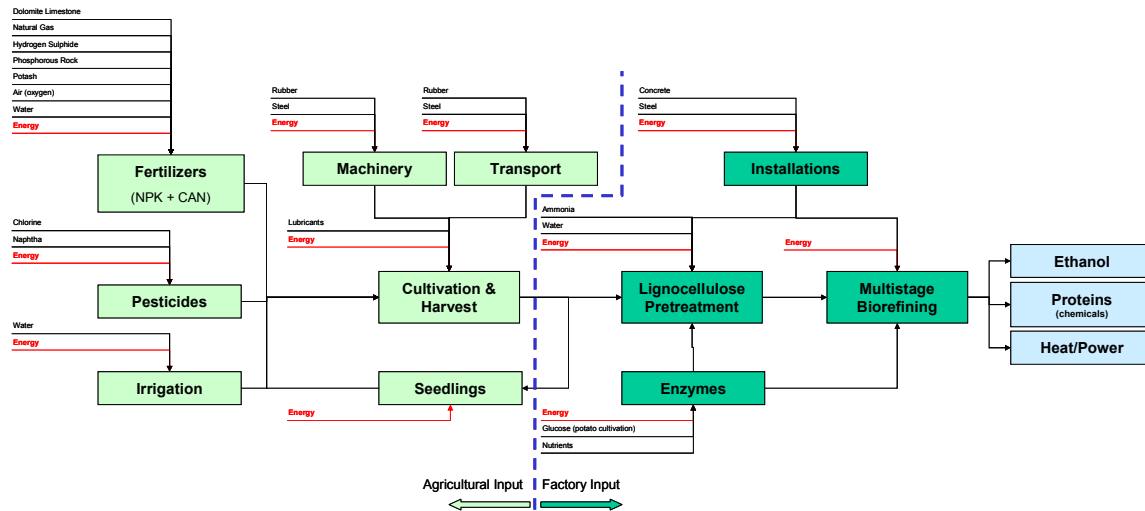 Dolomite Limestone
Natural Gas
Hydrogen Sulphide
Phosphorous Rock
Potash
Air (oxygen)
Water
Energy
Fertilizers
(NPK + CAN)
Chlorine
Naphtha
Energy
Pesticides
Water
Energy
Irrigation
Rubber
Steel
Energy
Machinery
Rubber
Steel
Energy
Transport
Lubricants
Energy
Cultivation &
Harvest
Seedlings
Energy
Concrete
Steel
Energy
Installations
Ammonia
Water
Energy
Lignocellulose
Pretreatment
Energy
Multistage
Biorefining
Enzymes
Energy
Glucose (potato cultivation)
Nutrients
Ethanol
Proteins
(chemicals)
Heat/Power
Agricultural Input
Factory Input